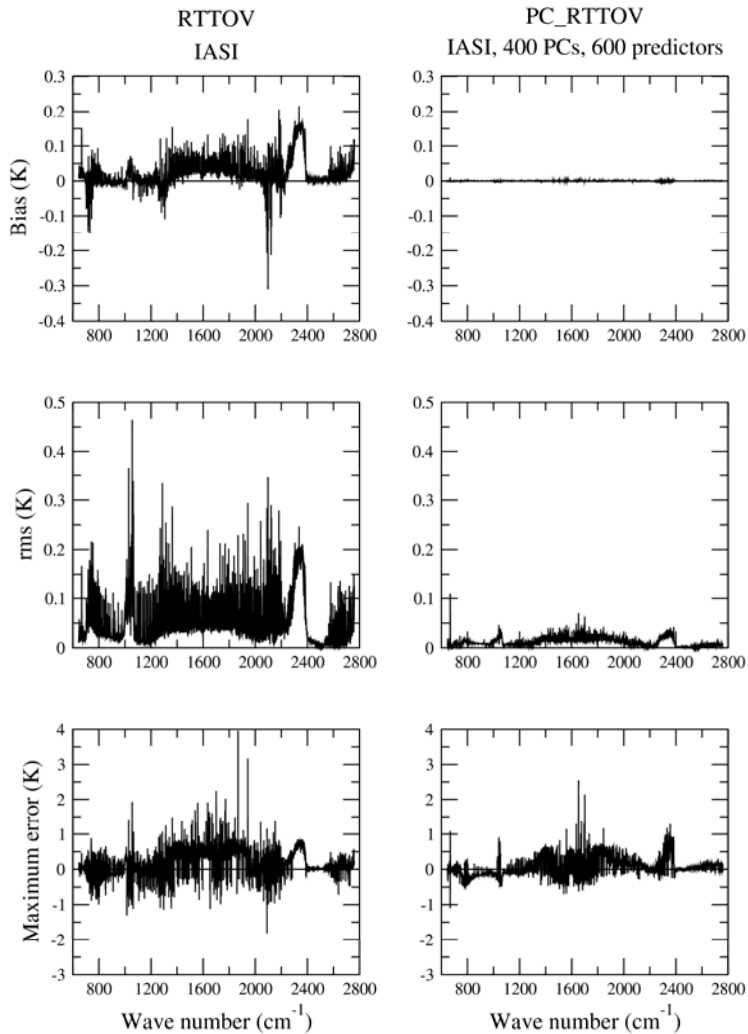 RTTOV
IASI
PC_RTTOV
IASI, 400 PCs, 600 predictors
Bias (K)
0.3
0.2
0.1
0
-0.1
-0.2
-0.3
-0.4
800 1200 1600 2000 2400 2800
0.3
0.2
0.1
0
-0.1
-0.2
-0.3
-0.4
800 1200 1600 2000 2400 2800
rms (K)
0.5
0.4
0.3
0.2
0.1
0
800 1200 1600 2000 2400 2800
0.5
0.4
0.3
0.2
0.1
0
800 1200 1600 2000 2400 2800
Maximum error (K)
4
3
2
1
0
-1
-2
-3
800 1200 1600 2000 2400 2800
Wave number (cm⁻¹)
4
3
2
1
0
-1
-2
-3
800 1200 1600 2000 2400 2800
Wave number (cm⁻¹)